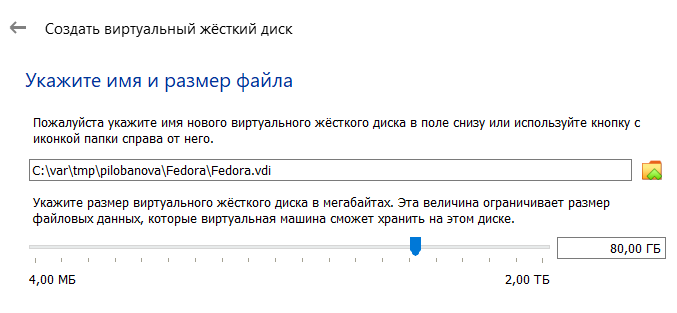 Создать виртуальный жёсткий диск
Укажите имя и размер файла
Пожалуйста укажите имя нового виртуального жёсткого диска в поле снизу или используйте кнопку с
иконкой папки справа от него.
C:\var\tmp\pilobanova\Fedora\Fedora.vdi
Укажите размер виртуального жёсткого диска в мегабайтах. Эта величина ограничивает размер
файловых данных, которые виртуальная машина сможет хранить на этом диске.
80,00 ГБ
4,00 МБ 2,00 ТБ